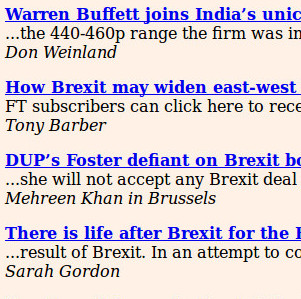 Warren Buffett joins India's unic
...the 440-460p range the firm was in
Don Weinland
How Brexit may widen east-west
FT subscribers can click here to rece
Tony Barber
DUP's Foster defiant on Brexit bo
...she will not accept any Brexit deal
Mehreen Khan in Brussels
There is life after Brexit for the
...result of Brexit. In an attempt to co
Sarah Gordon